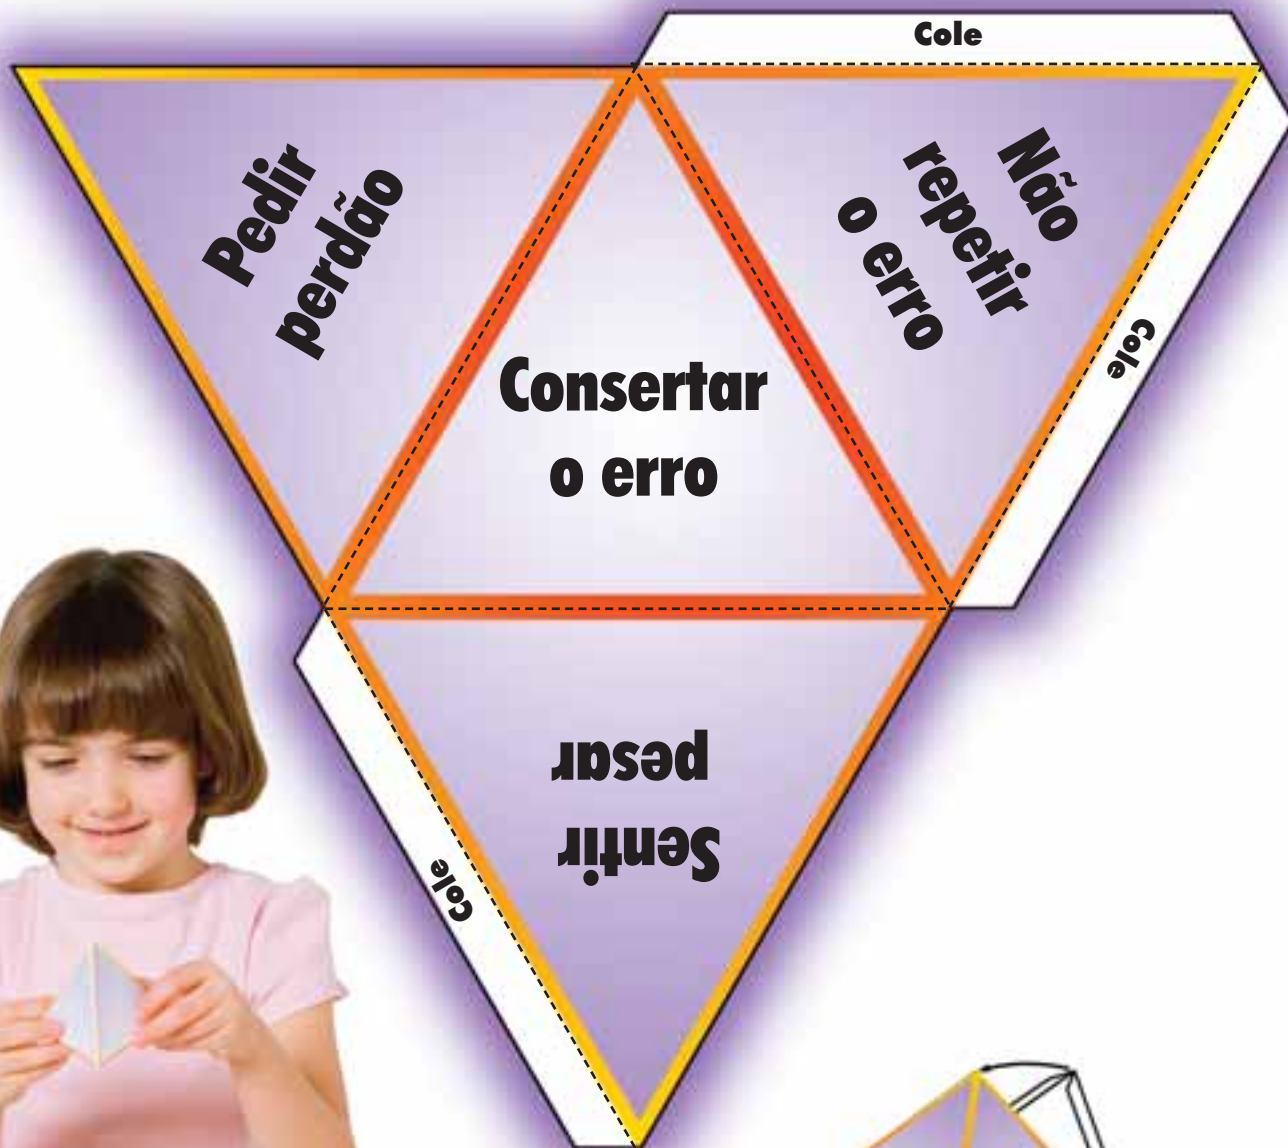 Cole
Pedir
perdão
Não
repetir
o erro
Cole
Consertar
o erro
Sentir
pesar
Cole